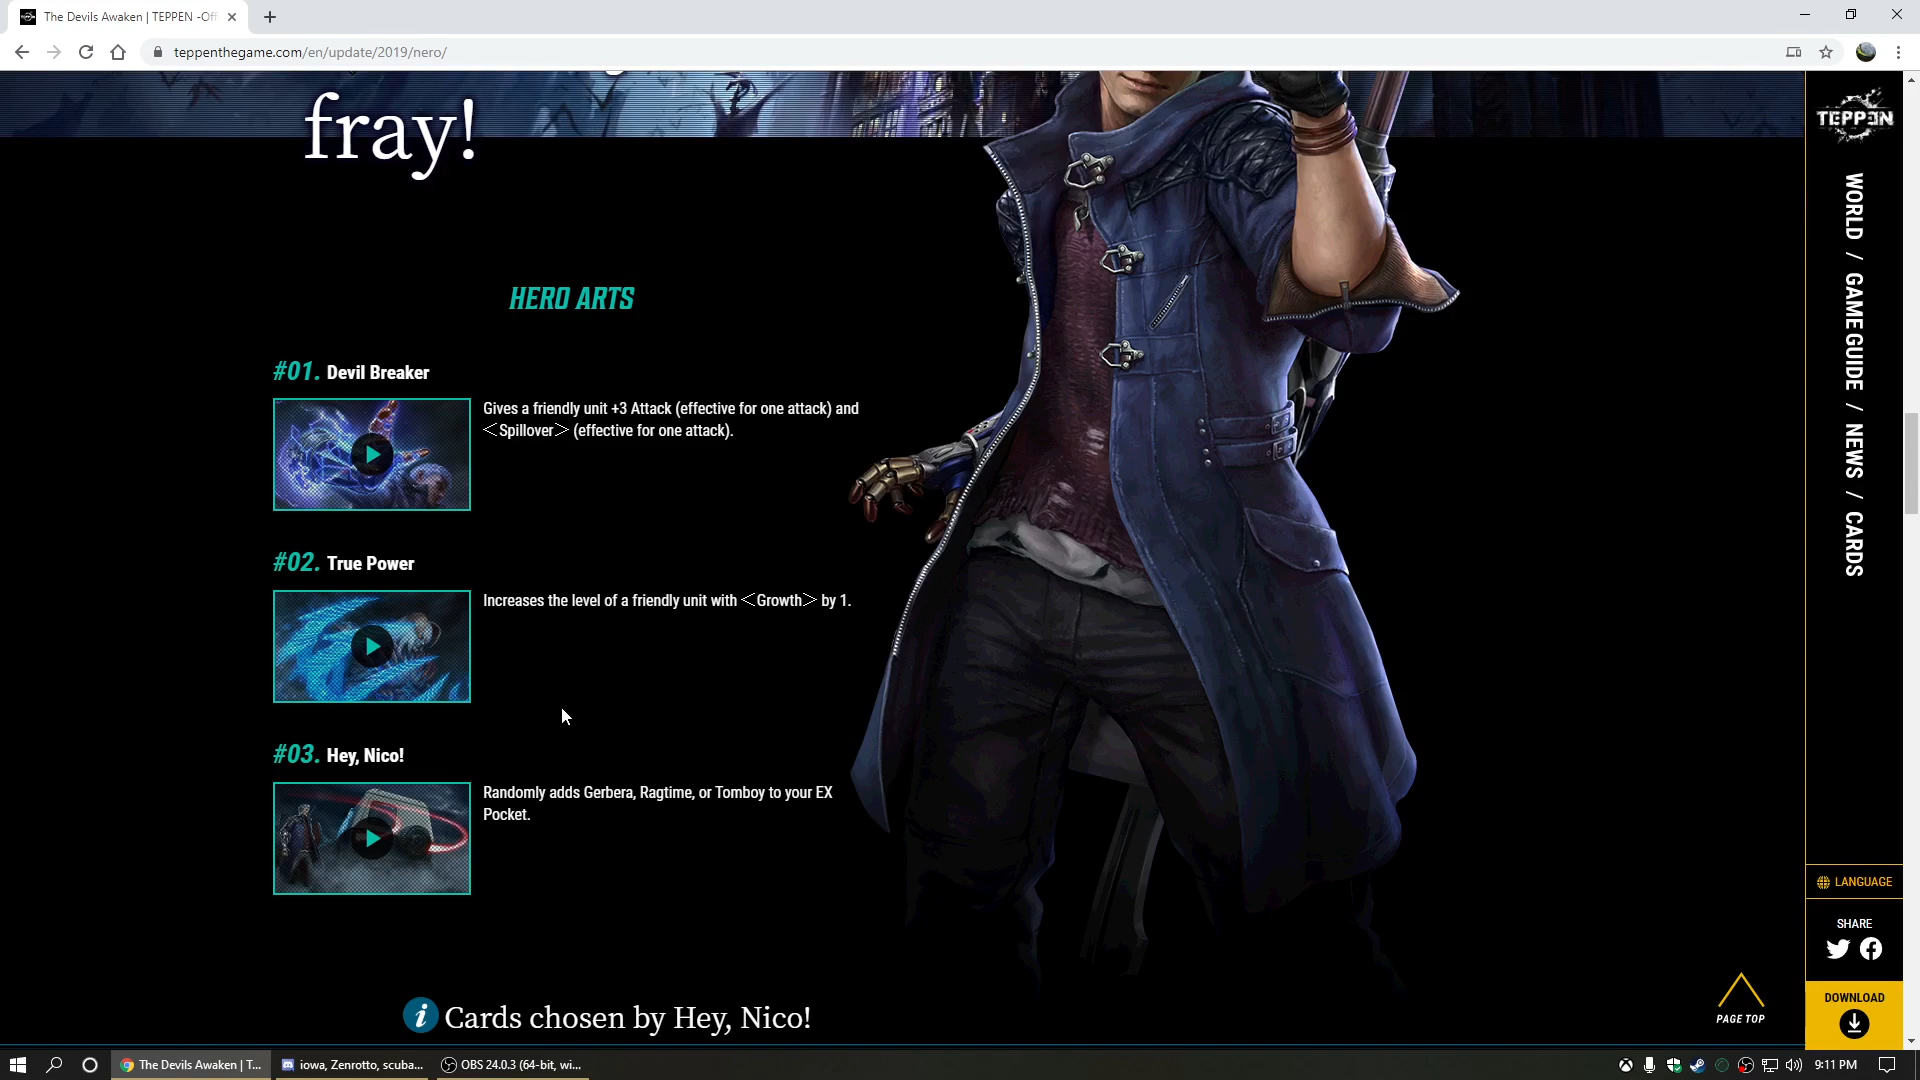 The Devils Awaken | TEPPEN -Off
teppenthegame.com/en/update/2019/nero/
fray!
TEPPEN
WORLD / GAME GUIDE / NEWS / CARDS
HERO ARTS
#01. Devil Breaker
Gives a friendly unit +3 Attack (effective for one attack) and
<Spillover> (effective for one attack).
#02. True Power
Increases the level of a friendly unit with <Growth> by 1.
#03. Hey, Nico!
Randomly adds Gerbera, Ragtime, or Tomboy to your EX
Pocket.
LANGUAGE
SHARE
DOWNLOAD
PAGE TOP
i Cards chosen by Hey, Nico!
The Devils Awaken | T...
iowa, Zenrotto, scuba...
OBS 24.0.3 (64-bit, wi...
9:11 PM